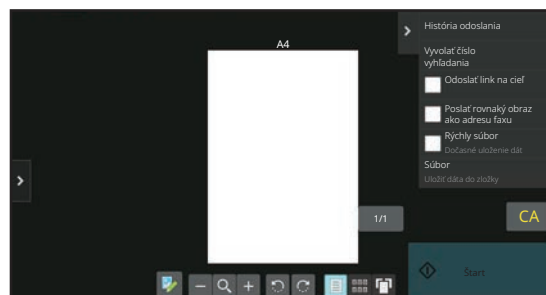 A4
História odoslania
Vyvolať číslo
vyhľadania
Odoslať link na cieľ
Poslať rovnaký obraz
ako adresu faxu
Rýchly súbor
Dočasné uloženie dát
Súbor
Uložiť dáta do zložky
1/1
CA
Štart